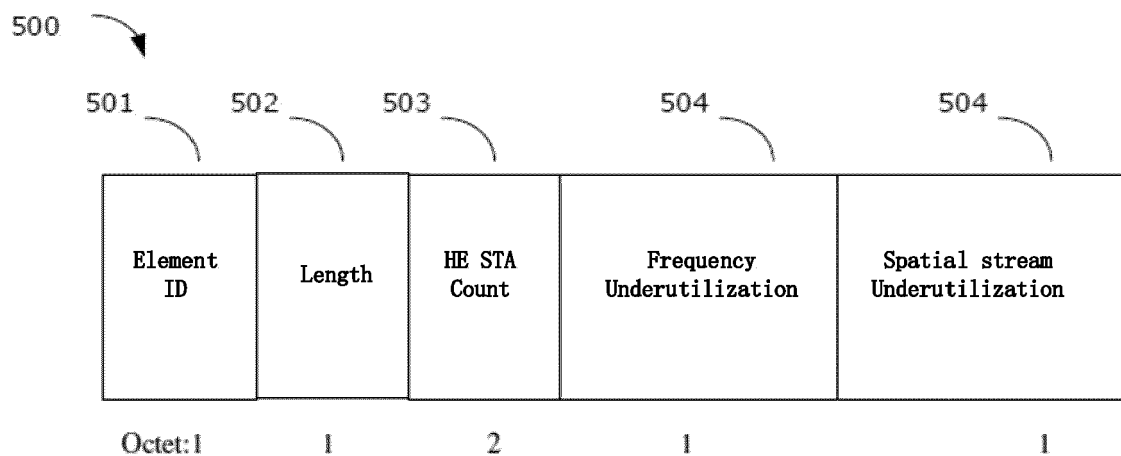 500
501 502 503 504 504
Element Length HE STA Frequency Spatial stream
ID Count Underutilization Underutilization
Octet:1 1 2 1 1